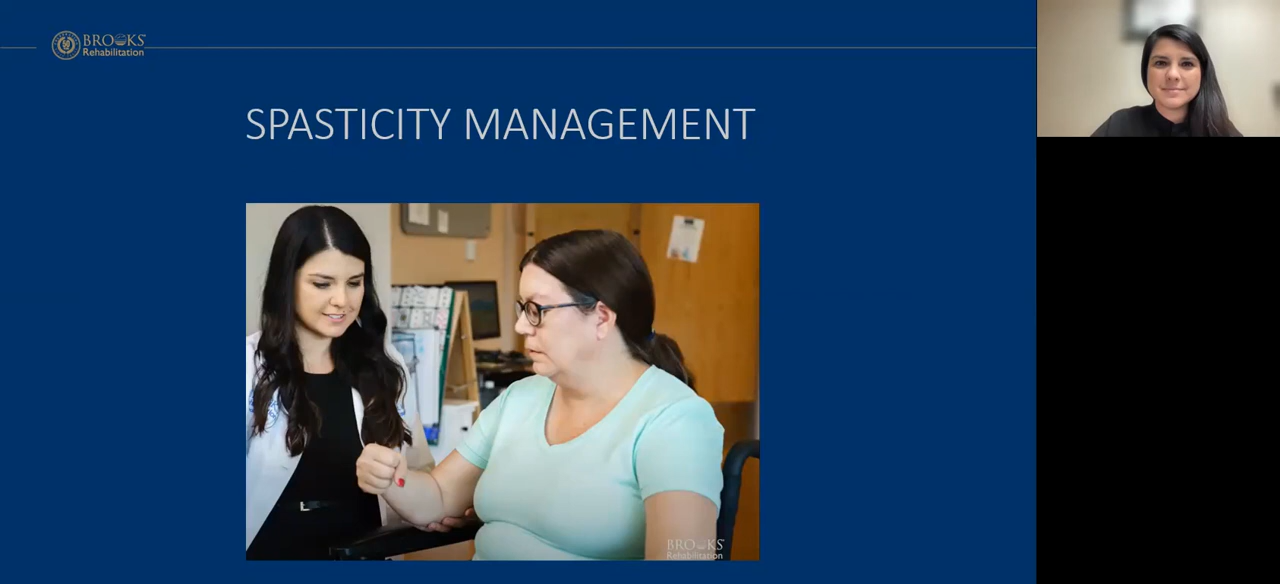 BROOKS
Rehabilitation
SPASTICITY MANAGEMENT
BROOKS
Rehabilitation